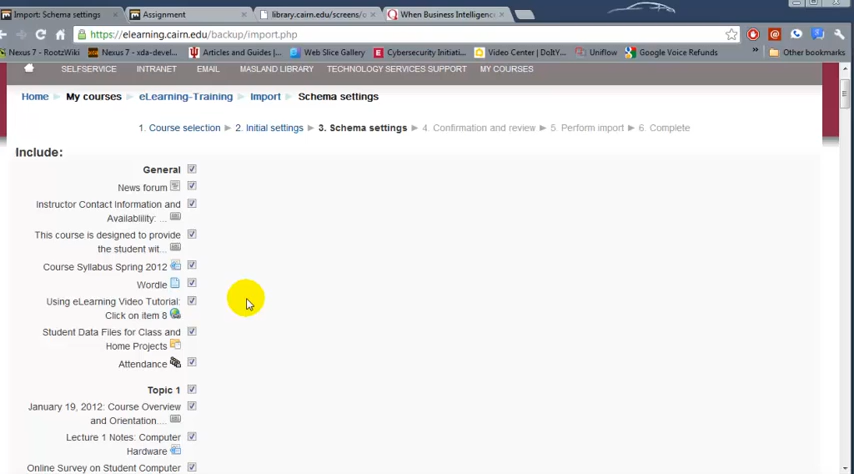 Import: Schema settings
Assignment
library.cairn.edu/screens/o
When Business Intelligence
https://elearning.cairn.edu/backup/import.php
Nexus 7 - RootzWiki
Nexus 7 - xda-devel...
Articles and Guides |...
Web Slice Gallery
Cybersecurity Initiati...
Video Center | DoItY...
Uniflow
Google Voice Refunds
»
Other bookmarks
SELFSERVICE INTRANET EMAIL MASLAND LIBRARY TECHNOLOGY SERVICES SUPPORT MY COURSES
Home ► My courses ► eLearning-Training ► Import ► Schema settings
1. Course selection ► 2. Initial settings ► 3. Schema settings ► 4. Confirmation and review ► 5. Perform import ► 6. Complete
Include:
General
News forum
Instructor Contact Information and
Availability: ...
This course is designed to provide
the student wit...
Course Syllabus Spring 2012
Wordle
Using eLearning Video Tutorial:
Click on item 8
Student Data Files for Class and
Home Projects
Attendance
Topic 1
January 19, 2012: Course Overview
and Orientation....
Lecture 1 Notes: Computer
Hardware
Online Survey on Student Computer